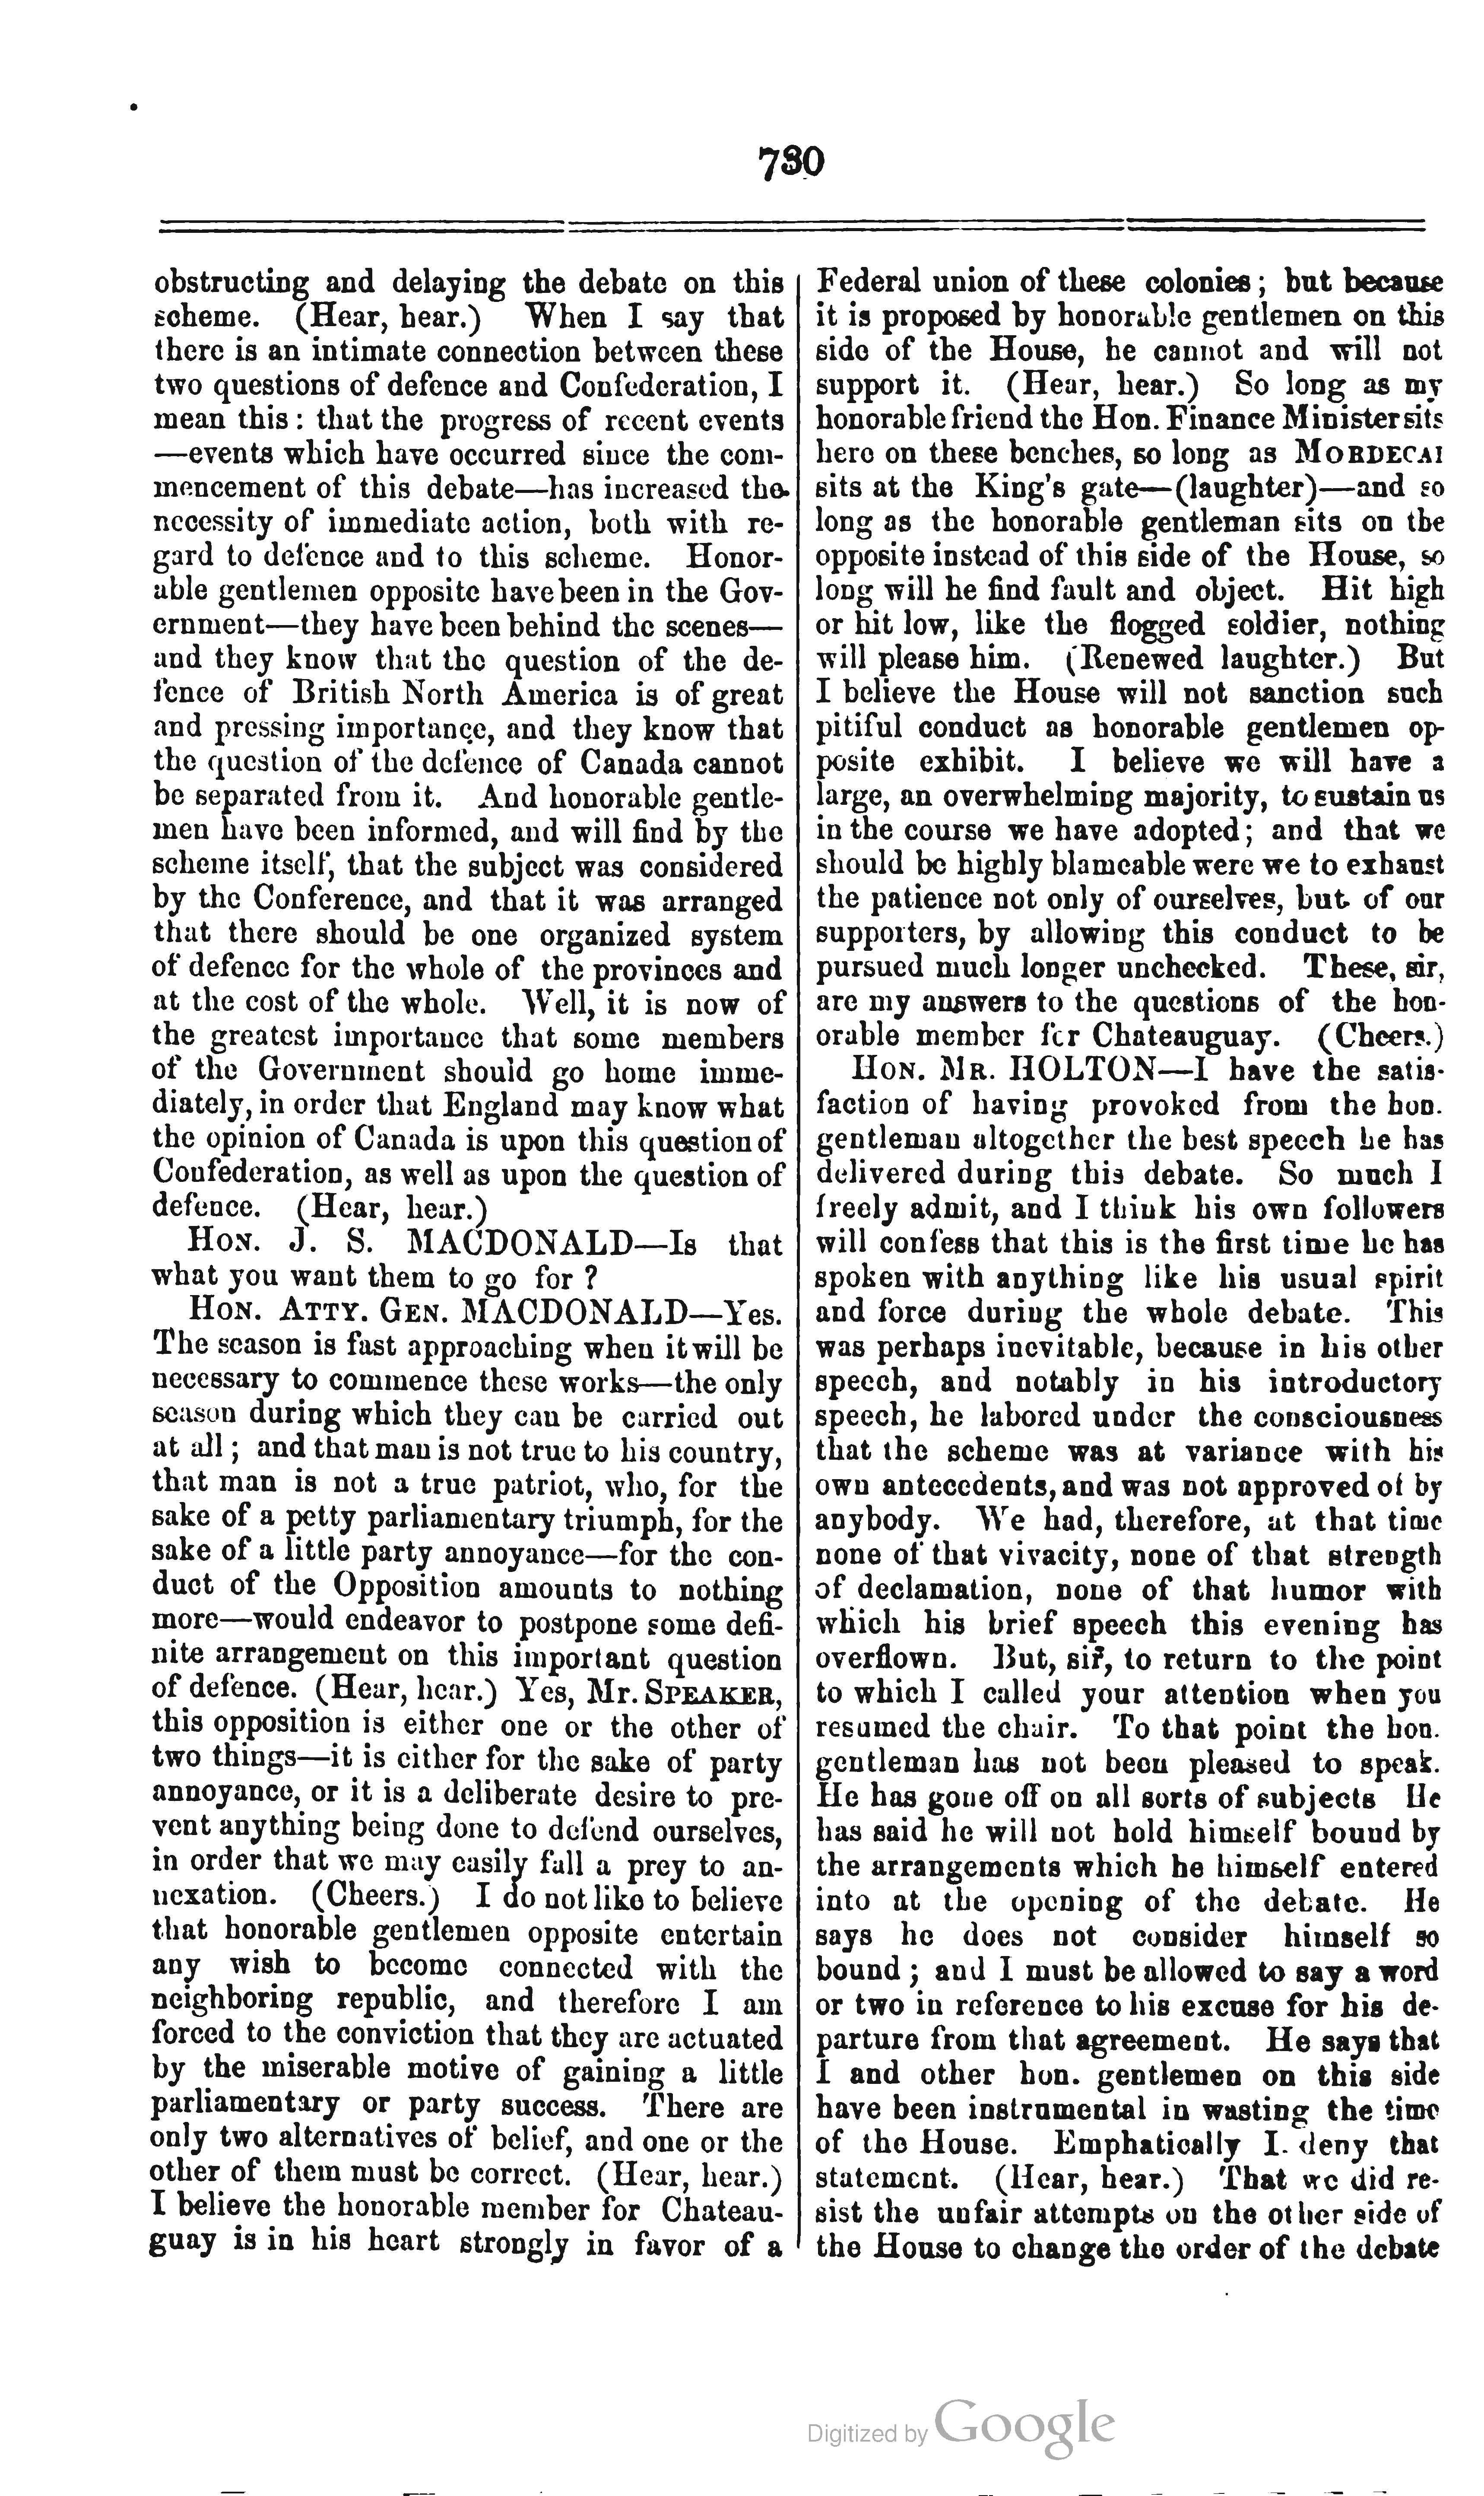 730
obstructing and delaying the debate on this
scheme. (Hear, hear.) When I say that
there is an intimate connection between these
two questions of defence and Confederation, I
mean this: that the progress of recent events
—events which have occurred since the com-
mencement of this debate—has increased the
necessity of immediate action, both with re-
gard to defence and to this scheme. Honor-
able gentlemen opposite have been in the Gov-
ernment—they have been behind the scenes—
and they know that the question of the de-
fence of British North America is of great
and pressing importance, and they know that
the question of the defence of Canada cannot
be separated from it. And honorable gentle-
men have been informed, and will find by the
scheme itself, that the subject was considered
by the Conference, and that it was arranged
that there should be one organized system
of defence for the whole of the provinces and
at the cost of the whole. Well, it is now of
the greatest importance that some members
of the Government should go home imme-
diately, in order that England may know what
the opinion of Canada is upon this question of
Confederation, as well as upon the question of
defence. (Hear, hear.)
HON. J. S. MACDONALD—Is that
what you want them to go for ?
HON. ATTY. GEN. MACDONALD—Yes.
The season is fast approaching when it will be
necessary to commence these works—the only
season during which they can be carried out
at all ; and that man is not true to his country,
that man is not a true patriot, who, for the
sake of a petty parliamentary triumph, for the
sake of a little party annoyance—for the con-
duct of the Opposition amounts to nothing
more—would endeavor to postpone some defi-
nite arrangement on this important question
of defence. (Hear, hear.) Yes, Mr. SPEAKER,
this opposition is either one or the other of
two things—it is either for the sake of party
annoyance, or it is a deliberate desire to pre-
vent anything being done to defend ourselves,
in order that we may easily fall a prey to an-
nexation. (Cheers.) I do not like to believe
that honorable gentlemen opposite entertain
any wish to become connected with the
neighboring republic, and therefore I am
forced to the conviction that they are actuated
by the miserable motive of gaining a little
parliamentary or party success. There are
only two alternatives of belief, and one or the
other of them must be correct. (Hear, hear.)
I believe the honorable member for Chateau-
guay is in his heart strongly in favor of a
Federal union of these colonies ; but because
it is proposed by honorable gentlemen on this
side of the House, he cannot and will not
support it. (Hear, hear.) So long as my
honorable friend the Hon. Finance Minister sits
here on these benches, so long as MORDECAI
sits at the King's gate—(laughter)—and so
long as the honorable gentleman sits on the
opposite instead of this side of the House, so
long will he find fault and object. Hit high
or hit low, like the flogged soldier, nothing
will please him. (Renewed laughter.) But
I believe the House will not sanction such
pitiful conduct as honorable gentlemen op-
posite exhibit. I believe we will have a
large, an overwhelming majority, to sustain us
in the course we have adopted ; and that we
should be highly blameable were we to exhaust
the patience not only of ourselves, but of our
supporters, by allowing this conduct to be
pursued much longer unchecked. These, sir,
are my answers to the questions of the hon-
orable member for Chateauguay. (Cheers.)
HON. MR. HOLTON—I have the satis-
faction of having provoked from the hon.
gentleman altogether the best speech he has
delivered during this debate. So much I
freely admit, and I think his own followers
will confess that this is the first time he has
spoken with anything like his usual spirit
and force during the whole debate. This
was perhaps inevitable, because in his other
speech, and notably in his introductory
speech, he labored under the consciousness
that the scheme was at variance with his
own antecedents, and was not approved of by
anybody. We had, therefore, at that time
none of that vivacity, none of that strength
of declamation, none of that humor with
which his brief speech this evening has
overflown. But, sir, to return to the point
to which I called your attention when you
resumed the chair. To that point the hon.
gentleman has not been pleased to speak.
He has gone off on all sorts of subjects He
has said he will not hold himself bound by
the arrangements which he himself entered
into at the opening of the debate. He
says he does not consider himself so
bound ; and I must be allowed to say a word
or two in reference to his excuse for his de-
parture from that agreement. He says that
I and other hon. gentlemen on this side
have been instrumental in wasting the time
of the House. Emphatically I deny that
statement. (Hear, hear.) That we did re-
sist the unfair attempts on the other side of
the House to change the order of the debate
Digitized by Google